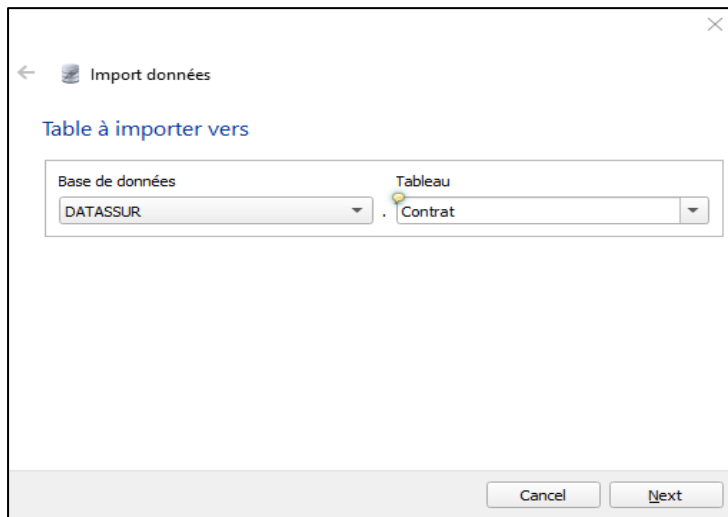 Import données
Table à importer vers
Base de données Tableau
DATASSUR . Contrat
Cancel Next